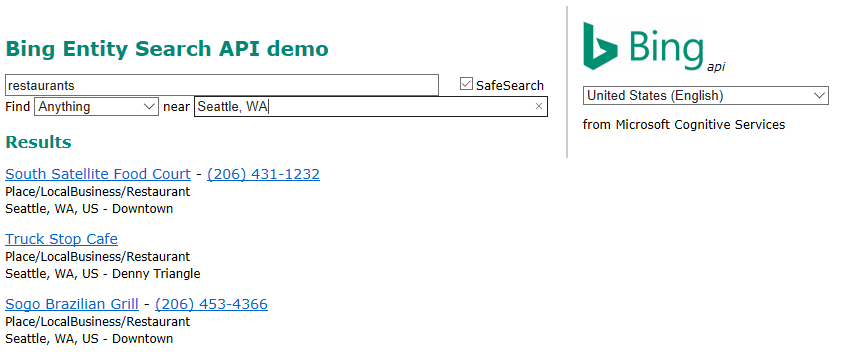 Bing Entity Search API demo
restaurants
SafeSearch
Find Anything near Seattle, WA ×
Results
South Satellite Food Court - (206) 431-1232
Place/LocalBusiness/Restaurant
Seattle, WA, US - Downtown
Truck Stop Cafe
Place/LocalBusiness/Restaurant
Seattle, WA, US - Denny Triangle
Sogo Brazilian Grill - (206) 453-4366
Place/LocalBusiness/Restaurant
Seattle, WA, US - Downtown
Bing api
United States (English)
from Microsoft Cognitive Services